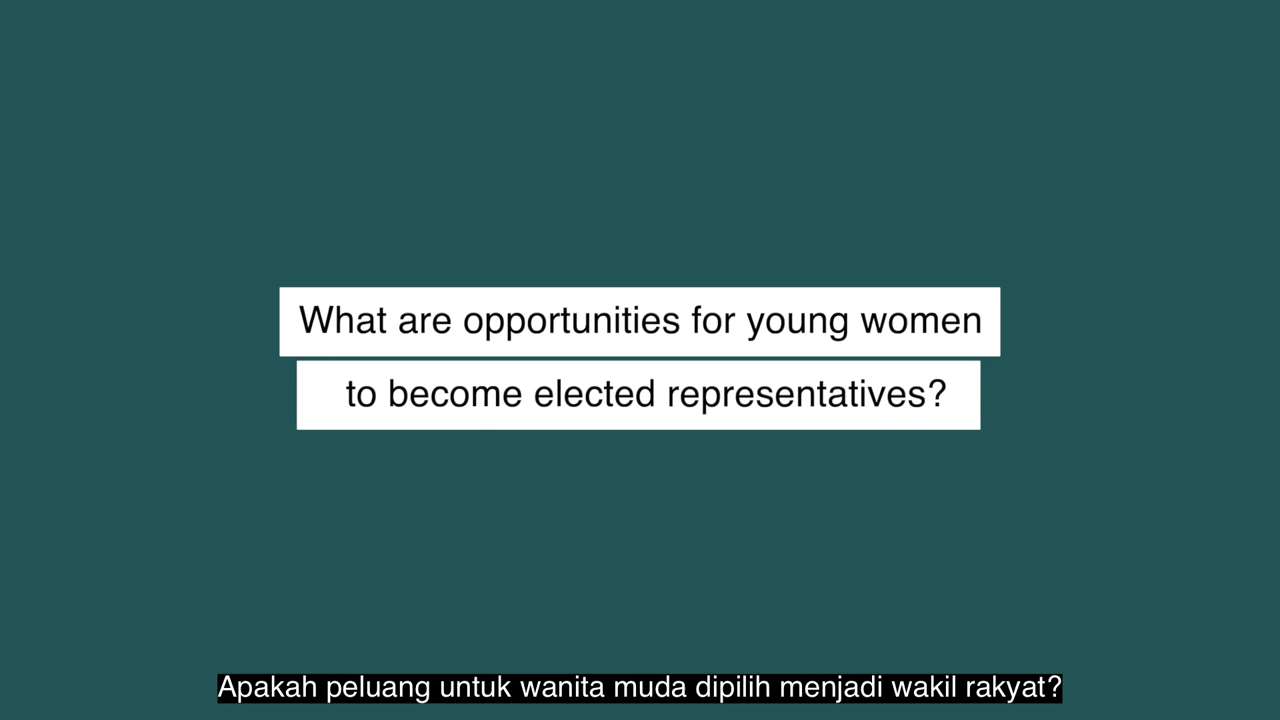 What are opportunities for young women
to become elected representatives?
Apakah peluang untuk wanita muda dipilih menjadi wakil rakyat?